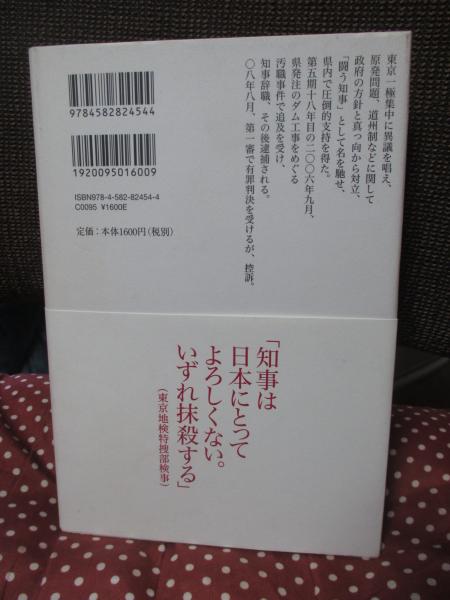 東京一極集中に異議を唱え、
原発問題、道州制などに関して
政府の方針と真っ向から対立、
「闘う知事」として名を馳せ、
県内で圧倒的支持を得た。
第五期十八年目の二〇〇六年九月、
県発注のダム工事をめぐる
汚職事件で追及を受け、
知事辞職、その後逮捕される。
〇八年八月、第一審で有罪判決を受けるが、控訴。
9784582824544
1920095016009
ISBN978-4-582-82454-4
C0095 ¥1600E
定価：本体1600円（税別）
「知事は
日本にとって
よろしくない。
いずれ抹殺する」
（東京地検特捜部検事）